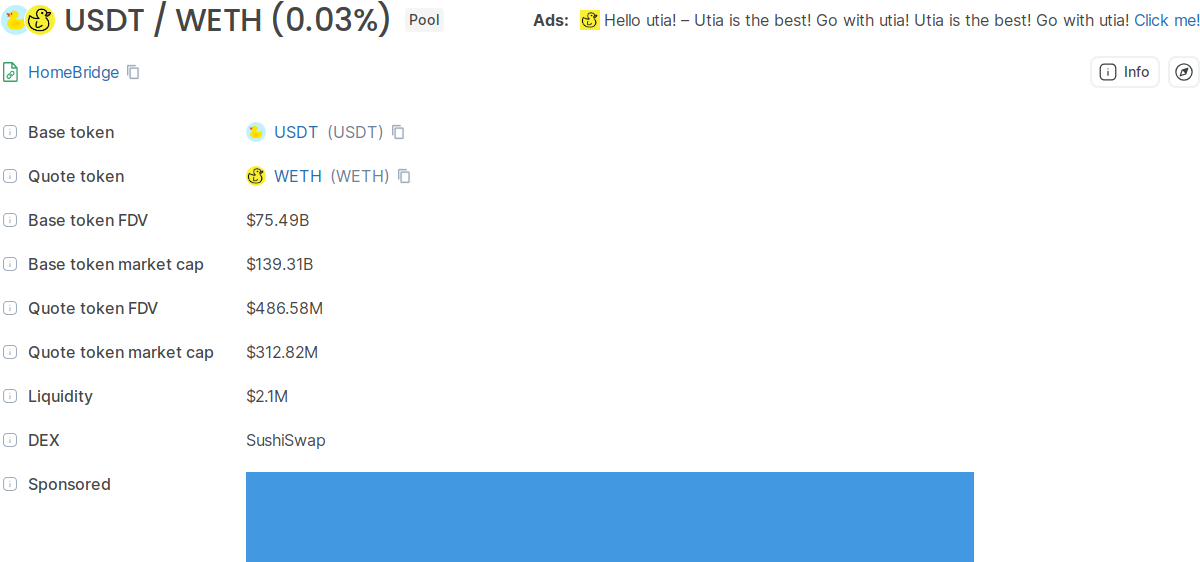 USDT / WETH (0.03%) Pool Ads: Hello utia! – Utia is the best! Go with utia! Utia is the best! Go with utia! Click me!
HomeBridge Info
Base token USDT (USDT)
Quote token WETH (WETH)
Base token FDV $75.49B
Base token market cap $139.31B
Quote token FDV $486.58M
Quote token market cap $312.82M
Liquidity $2.1M
DEX SushiSwap
Sponsored